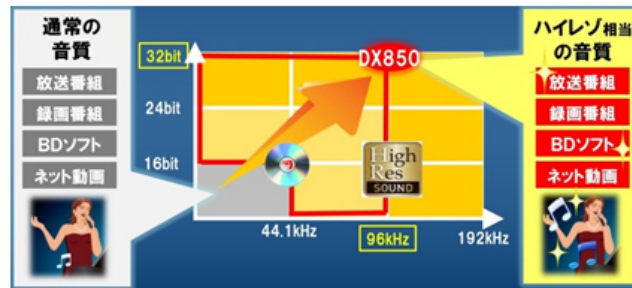 通常の
音質
放送番組
録画番組
BDソフト
ネット動画
32bit
24bit
16bit
DX850
High
Res
SOUND
44.1kHz
96kHz
192kHz
ハイレゾ相当
の音質
放送番組
録画番組
BDソフト
ネット動画